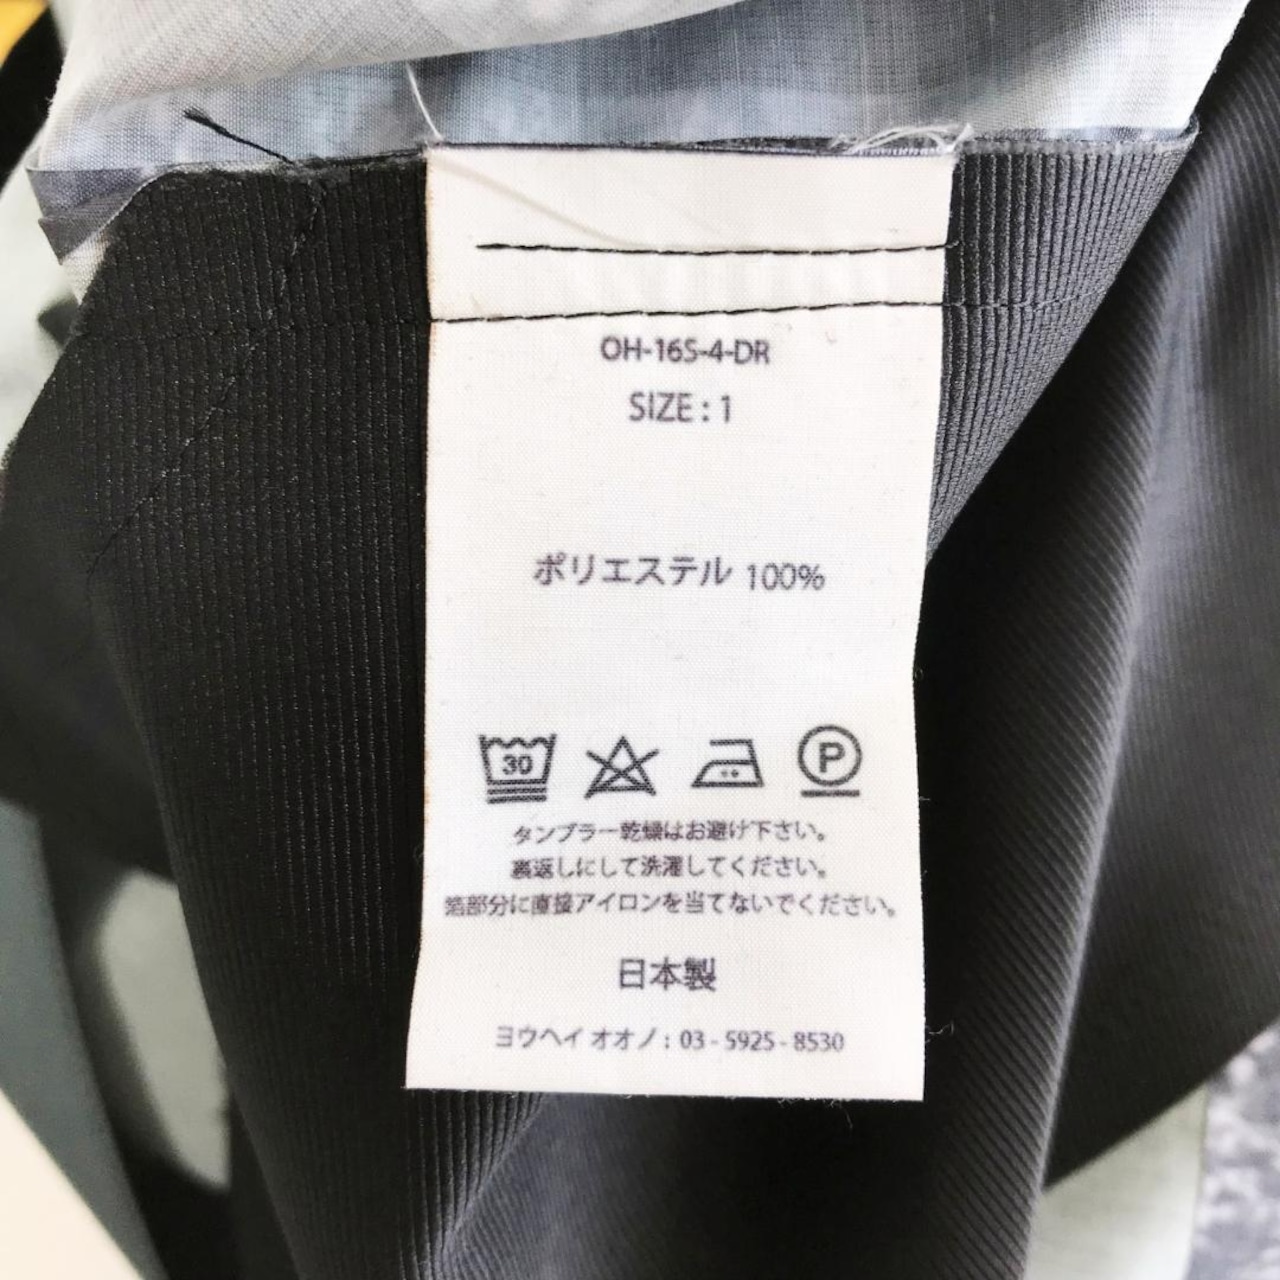 OH-16S-4-DR
SIZE : 1
ポリエステル 100%
30
P
タンブラー乾燥はお避け下さい。
裏返しにして洗濯してください。
箔部分に直接アイロンを当てないでください。
日本製
ヨウヘイ オオノ : 03 - 5925 - 8530